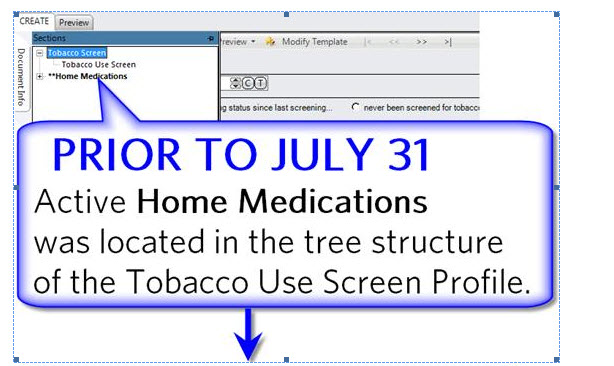 CREATE Preview
Sections
Preview Modify Template |< << >> >|
Tobacco Screen
Tobacco Use Screen
**Home Medications
Document Info
C T
g status since last screening... never been screened for tobacc
PRIOR TO JULY 31
Active Home Medications
was located in the tree structure
of the Tobacco Use Screen Profile.